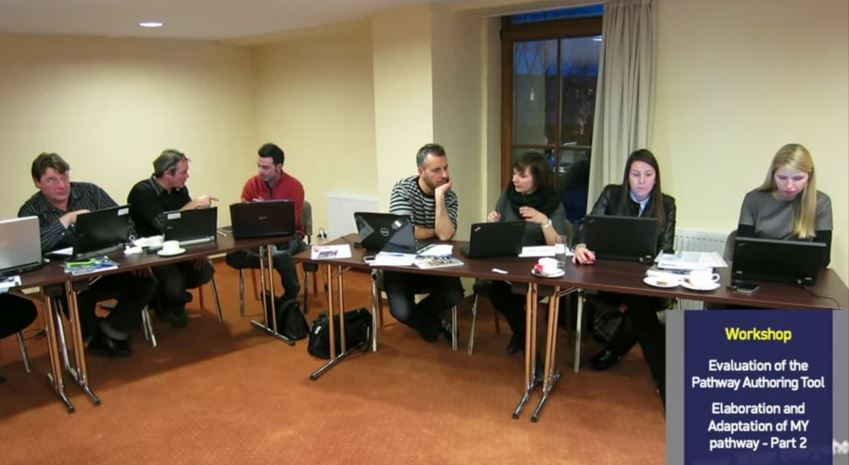 Workshop
Evaluation of the
Pathway Authoring Tool
Elaboration and
Adaptation of MY
pathway - Part 2